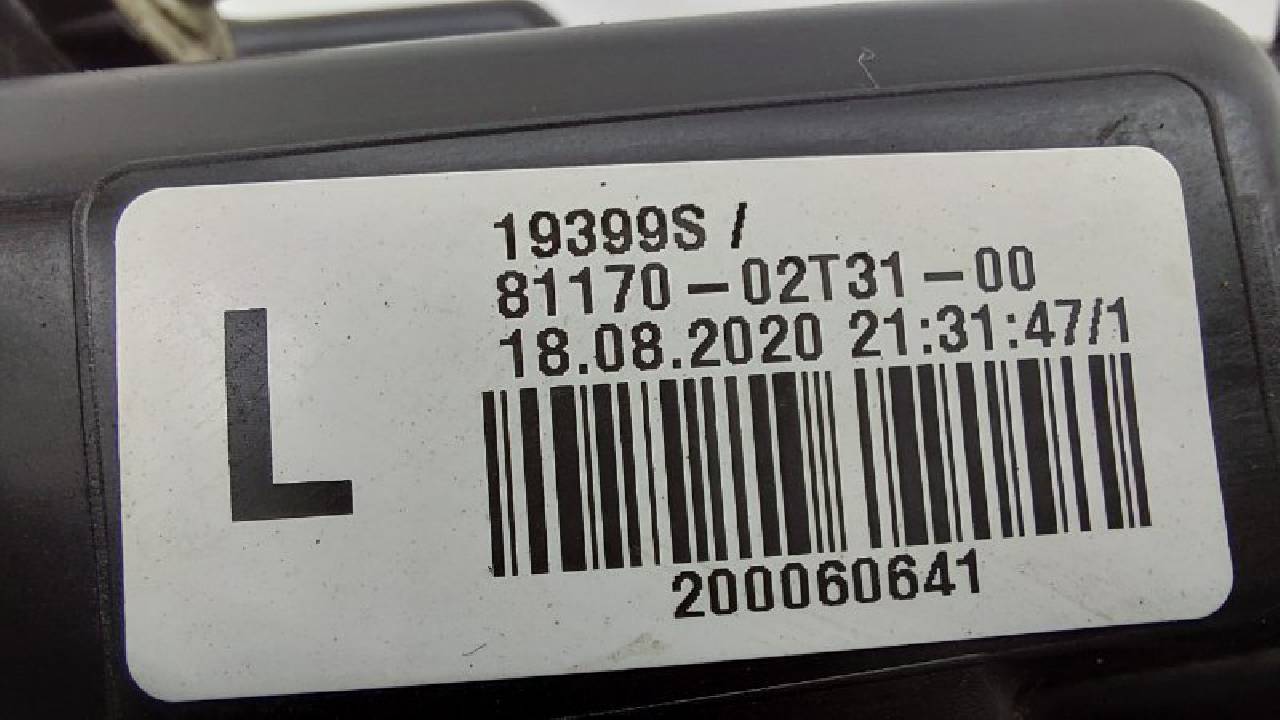 L
19399S /
81170-02T31-00
18.08.2020 21:31:47/1
200060641